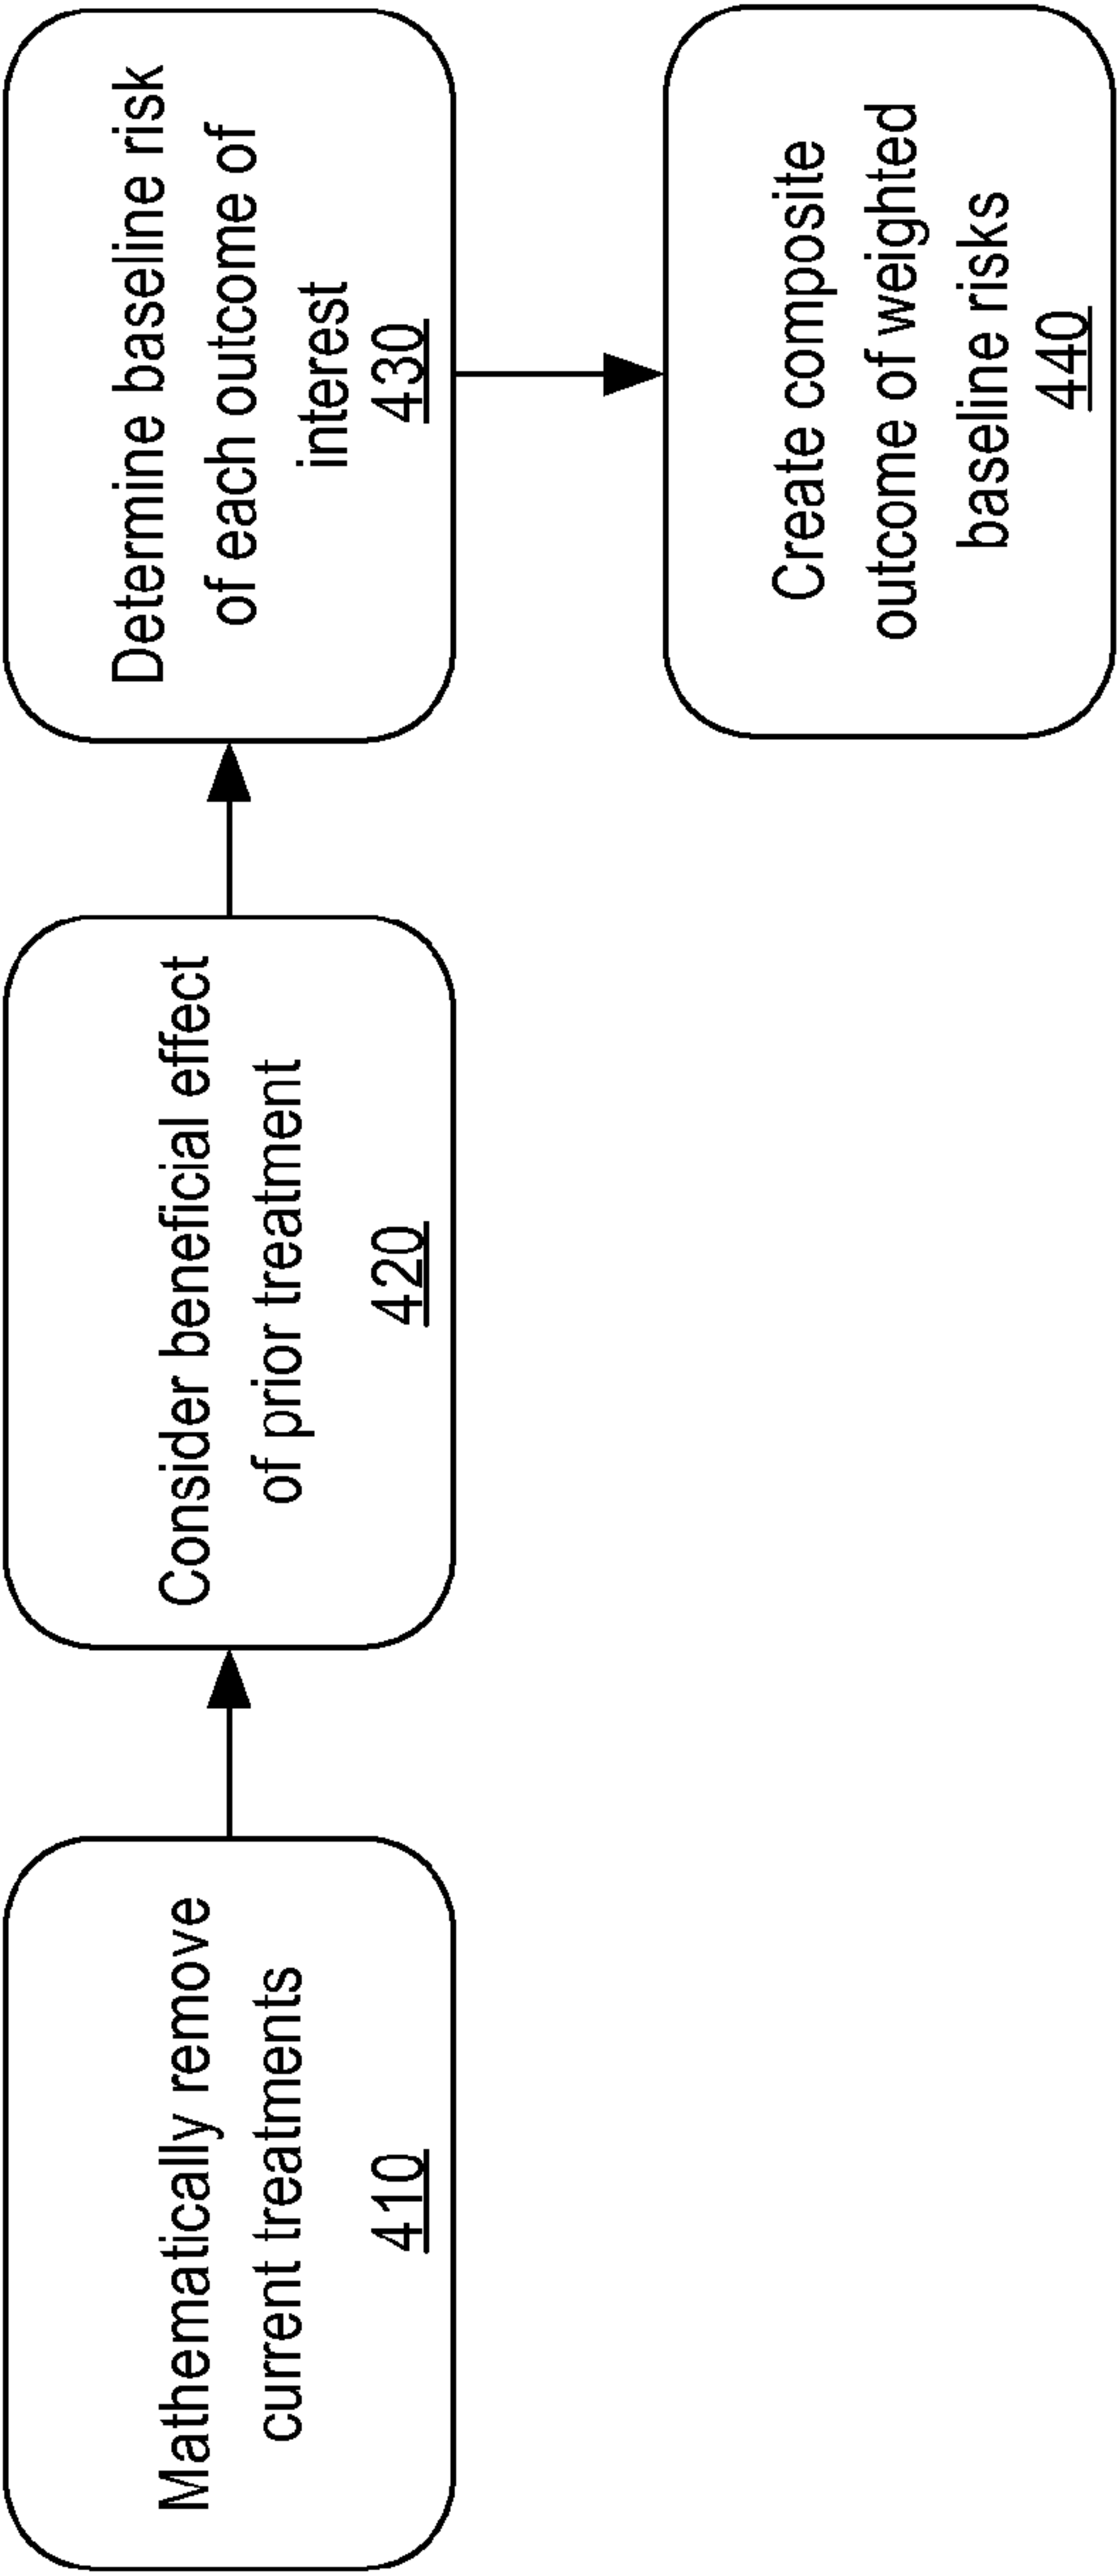 Mathematically remove
current treatments
410
Consider beneficial effect
of prior treatment
420
Determine baseline risk
of each outcome of
interest
430
Create composite
outcome of weighted
baseline risks
440